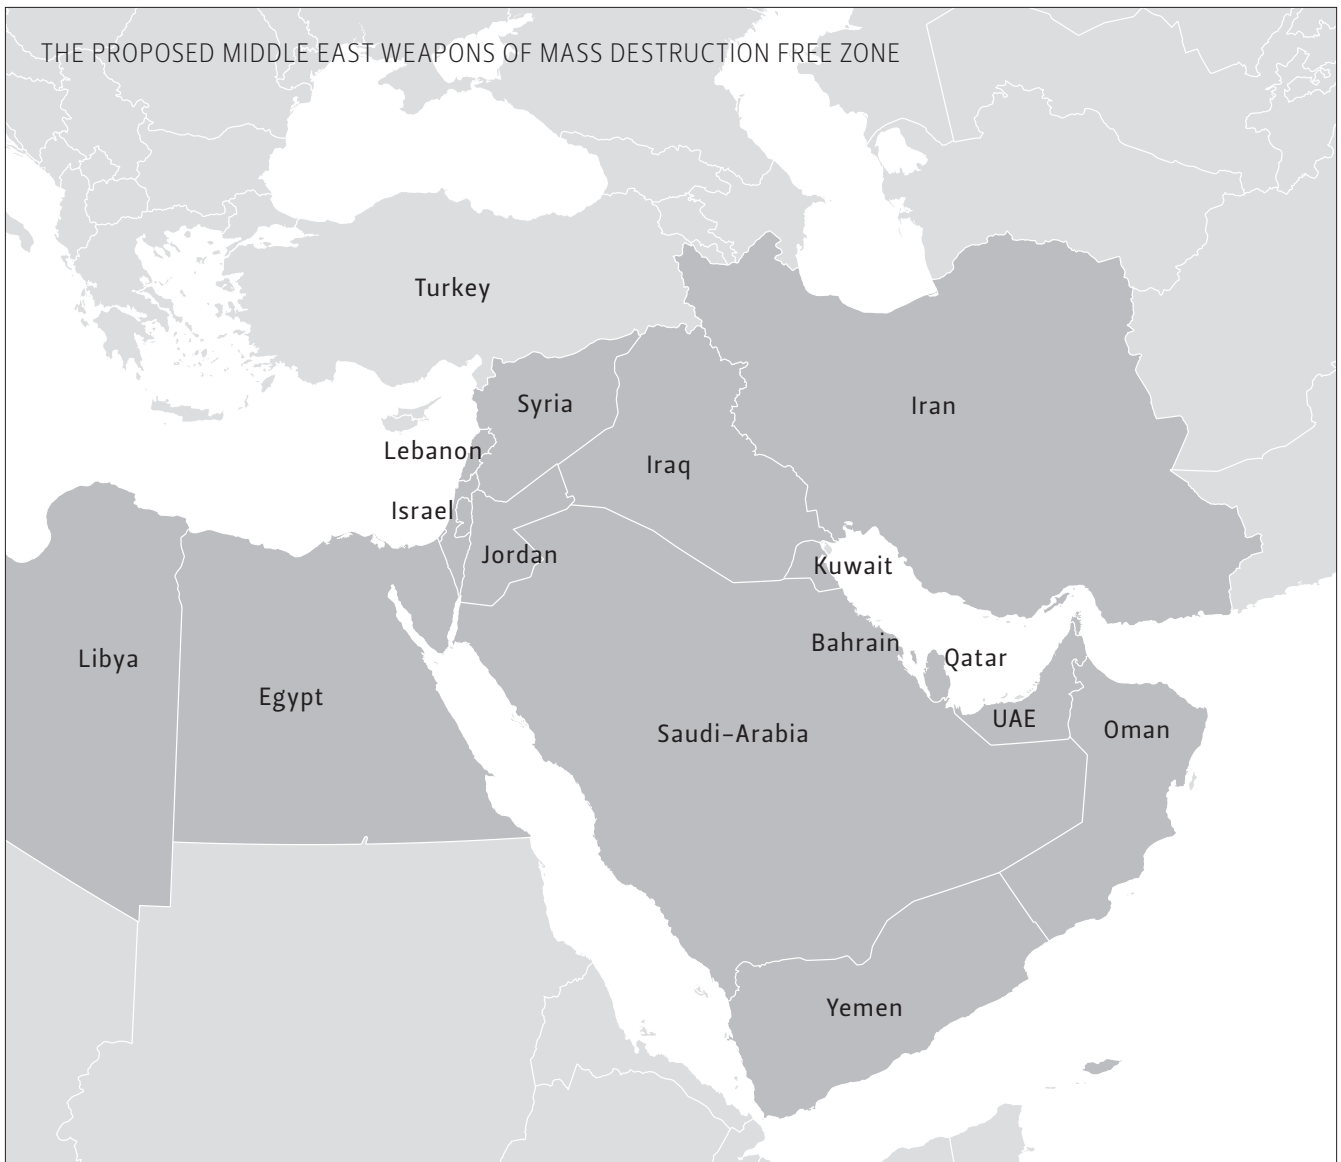 THE PROPOSED MIDDLE EAST WEAPONS OF MASS DESTRUCTION FREE ZONE
Turkey
Syria
Iran
Lebanon
Iraq
Israel
Jordan
Kuwait
Bahrain
Qatar
Libya
Egypt
UAE
Oman
Saudi–Arabia
Yemen